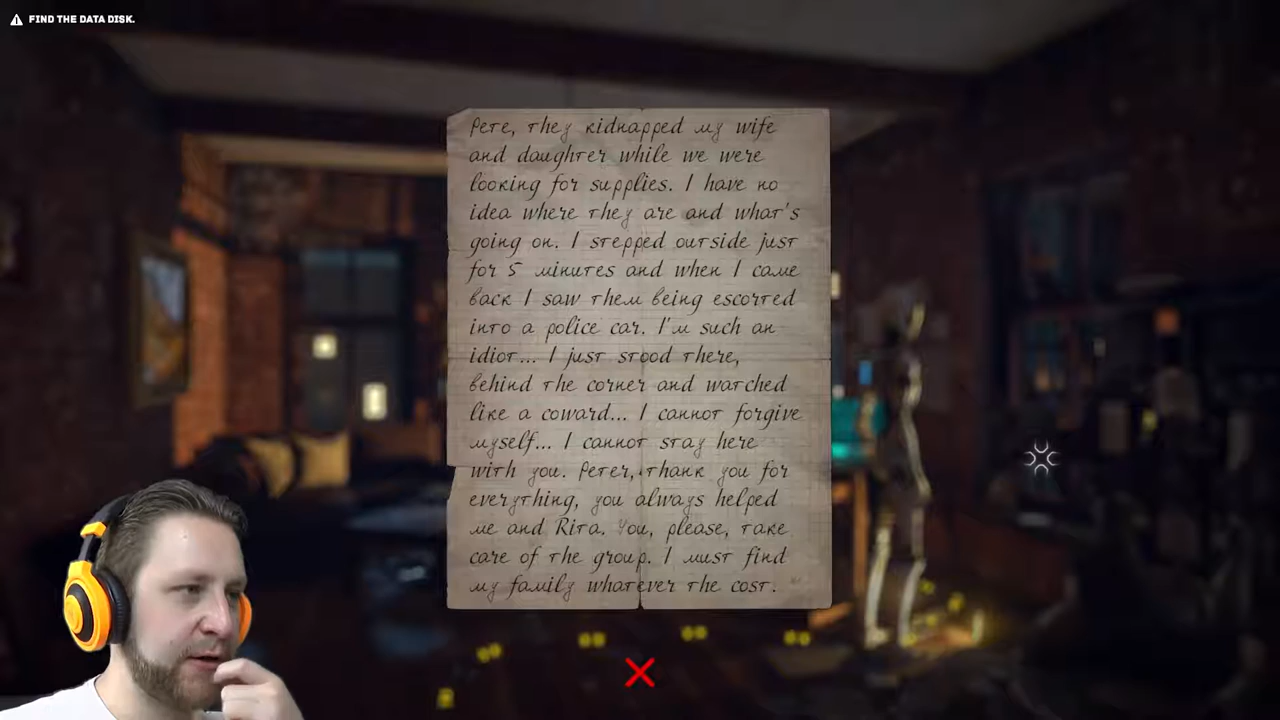 FIND THE DATA DISK.
Pete, they kidnapped my wife
and daughter while we were
looking for supplies. I have no
idea where they are and what's
going on. I stepped outside just
for 5 minutes and when I came
back I saw them being escorted
into a police car. I'm such an
idiot... I just stood there,
behind the corner and watched
like a coward... I cannot forgive
myself... I cannot stay here
with you. Peter, thank you for
everything, you always helped
me and Rita. You, please, take
care of the group. I must find
my family whatever the cost.